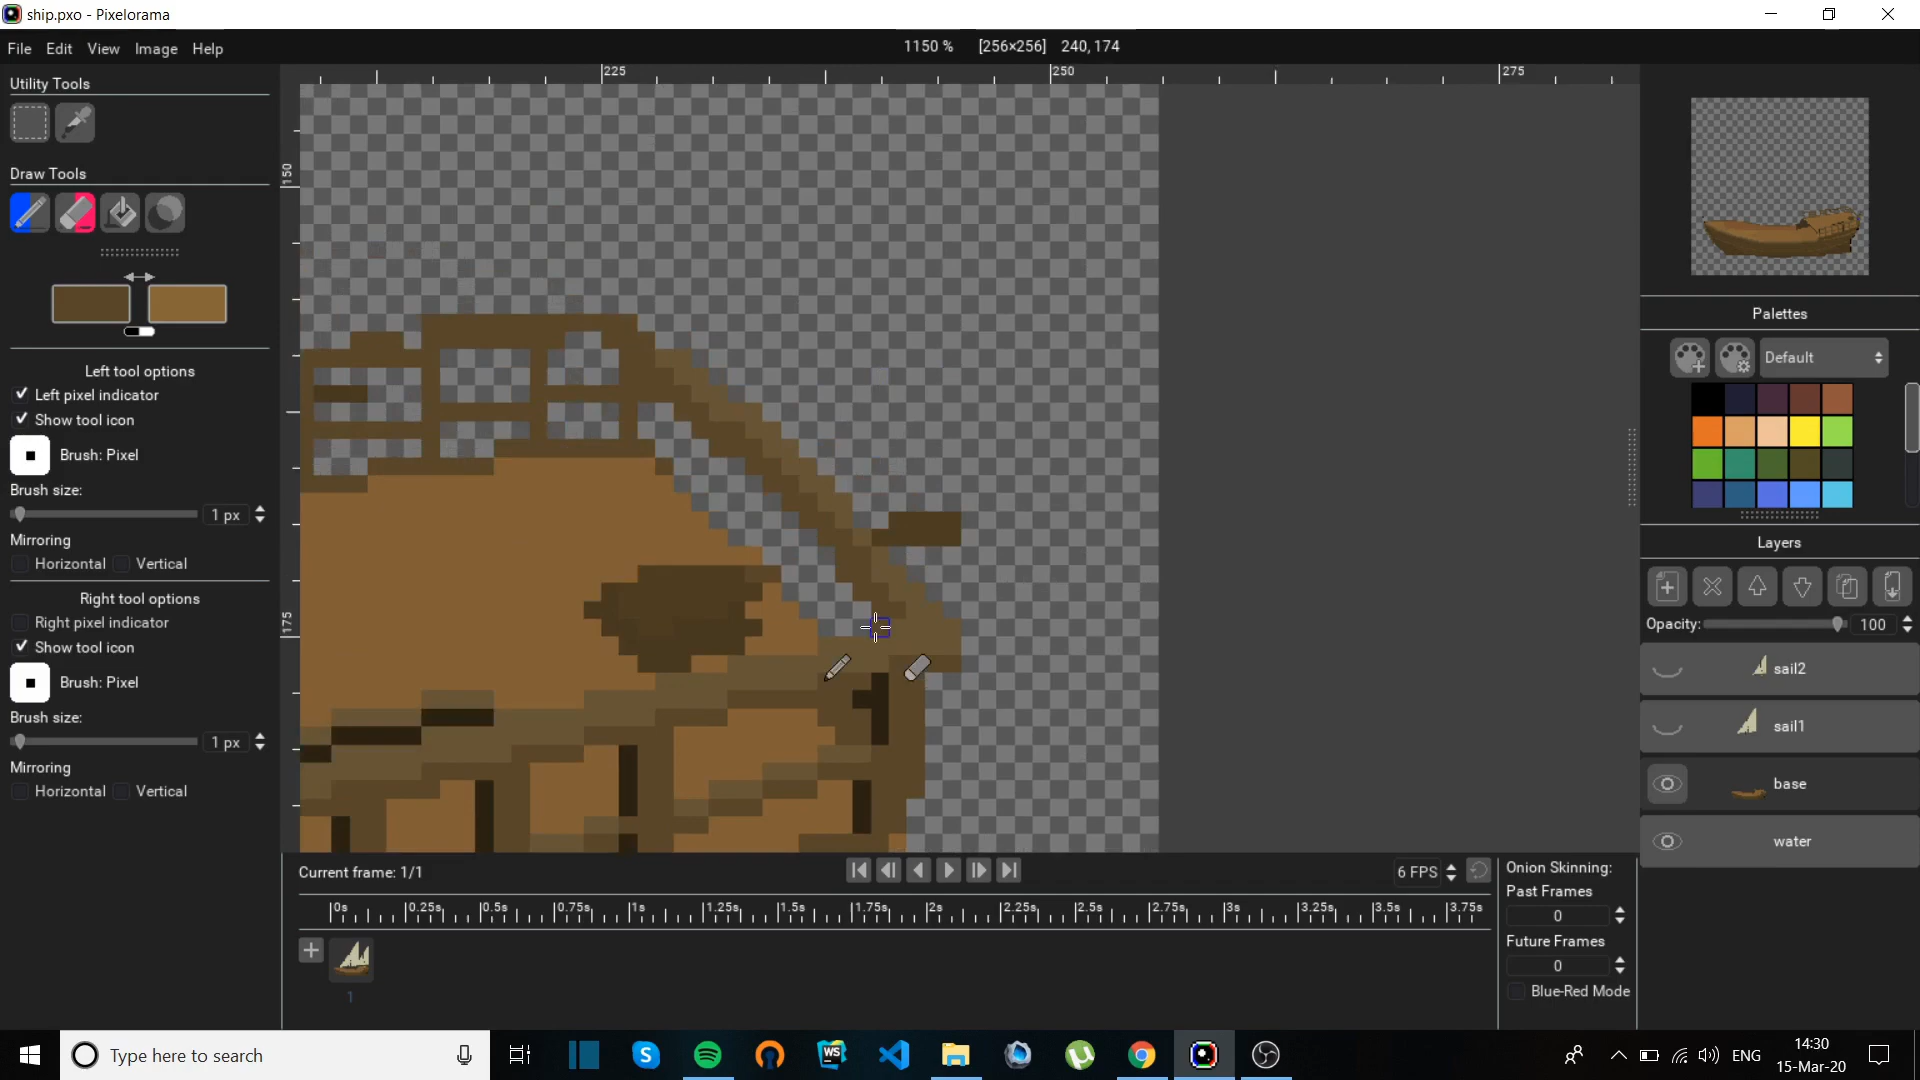 ship.pxo - Pixelorama
File Edit View Image Help
1150 % [256×256] 240, 174
Utility Tools
Draw Tools
Left tool options
Left pixel indicator
Show tool icon
Brush: Pixel
Brush size:
1 px
Mirroring
Horizontal Vertical
Right tool options
Right pixel indicator
Show tool icon
Brush: Pixel
Brush size:
1 px
Mirroring
Horizontal Vertical
225 250 275
150
175
Palettes
Default
Layers
Opacity: 100
sail2
sail1
base
water
Current frame: 1/1
6 FPS
0s 0.25s 0.5s 0.75s 1s 1.25s 1.5s 1.75s 2s 2.25s 2.5s 2.75s 3s 3.25s 3.5s 3.75s
1
Onion Skinning:
Past Frames
0
Future Frames
0
Blue-Red Mode
Type here to search
WS
ENG
14:30
15-Mar-20